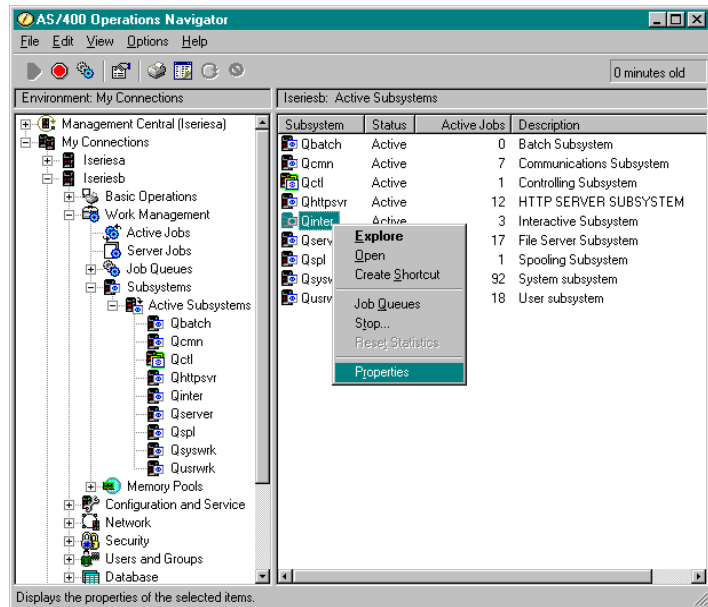 AS/400 Operations Navigator
File Edit View Options Help
0 minutes old
Environment: My Connections
Iseriesb: Active Subsystems
Management Central (Iseriesa)
My Connections
Iseriesa
Iseriesb
Basic Operations
Work Management
Active Jobs
Server Jobs
Job Queues
Subsystems
Active Subsystems
Qbatch
Qcmn
Qctl
Qhttpsvr
Qinter
Qserver
Qspl
Qsyswrk
Qusrwrk
Memory Pools
Configuration and Service
Network
Security
Users and Groups
Database
Subsystem Status Active Jobs Description
Qbatch Active 0 Batch Subsystem
Qcmn Active 7 Communications Subsystem
Qctl Active 1 Controlling Subsystem
Qhttpsvr Active 12 HTTP SERVER SUBSYSTEM
Qinter Active 3 Interactive Subsystem
Qserv 17 File Server Subsystem
Qspl 1 Spooling Subsystem
Qsysw 92 System subsystem
Qusrw 18 User subsystem
Explore
Open
Create Shortcut
Job Queues
Stop...
Reset Statistics
Properties
Displays the properties of the selected items.